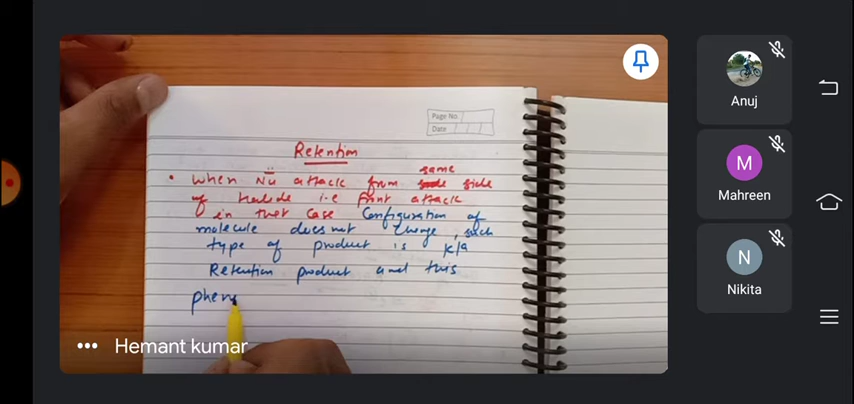 Page No.
Date
Retention
same
• When Nü attack from side
of halide i.e front attack
in that case Configuration of
molecule does not change, such
type of product is k/a
Retention product and this
phen
Hemant kumar
Anuj
M
Mahreen
N
Nikita